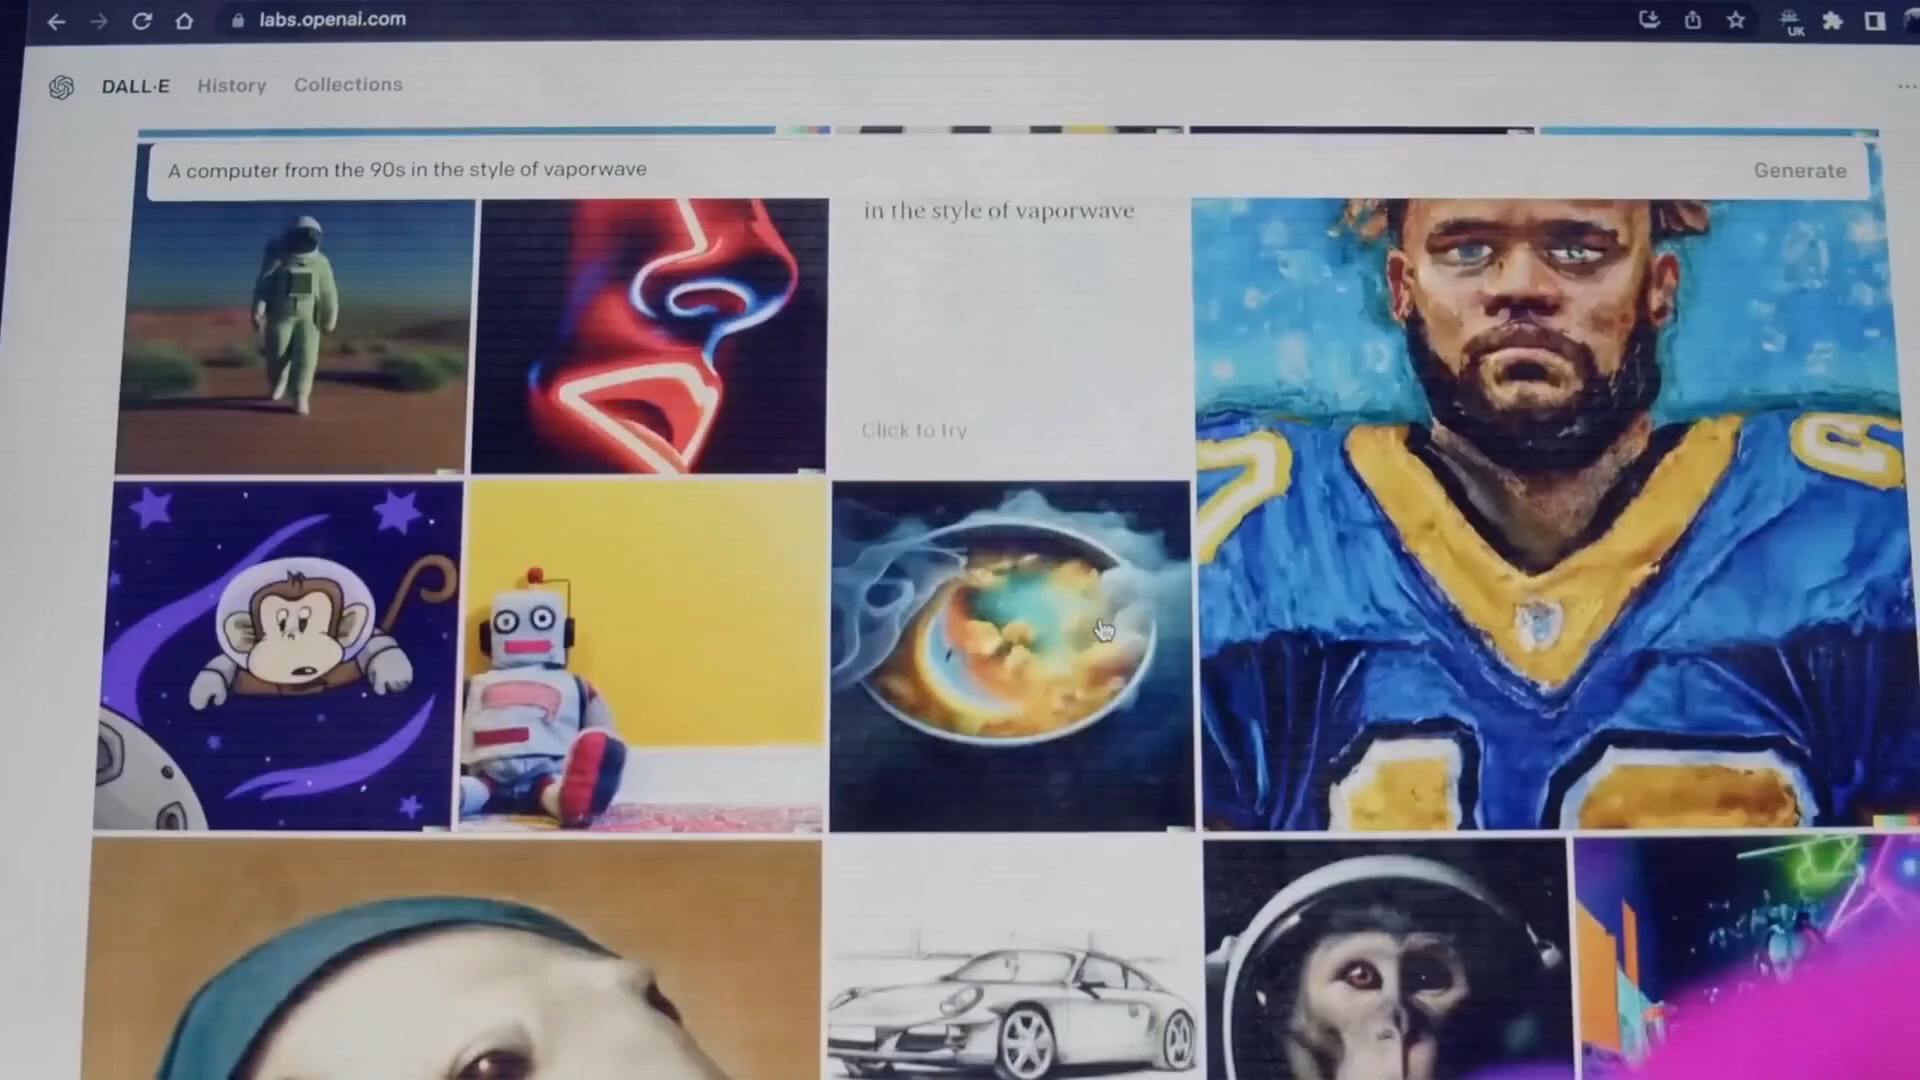 labs.openai.com
UK
DALL·E History Collections
A computer from the 90s in the style of vaporwave
Generate
in the style of vaporwave
Click to try